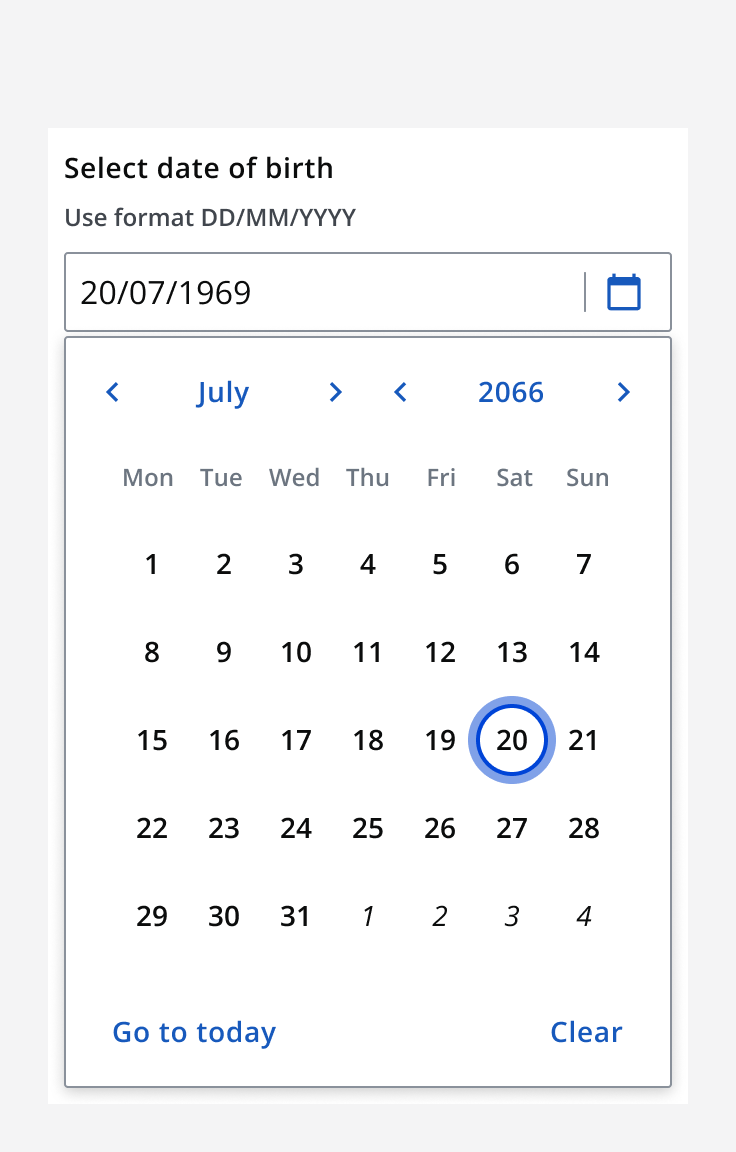 Select date of birth
Use format DD/MM/YYYY
20/07/1969
July 2066
Mon Tue Wed Thu Fri Sat Sun
1 2 3 4 5 6 7
8 9 10 11 12 13 14
15 16 17 18 19 20 21
22 23 24 25 26 27 28
29 30 31 1 2 3 4
Go to today Clear